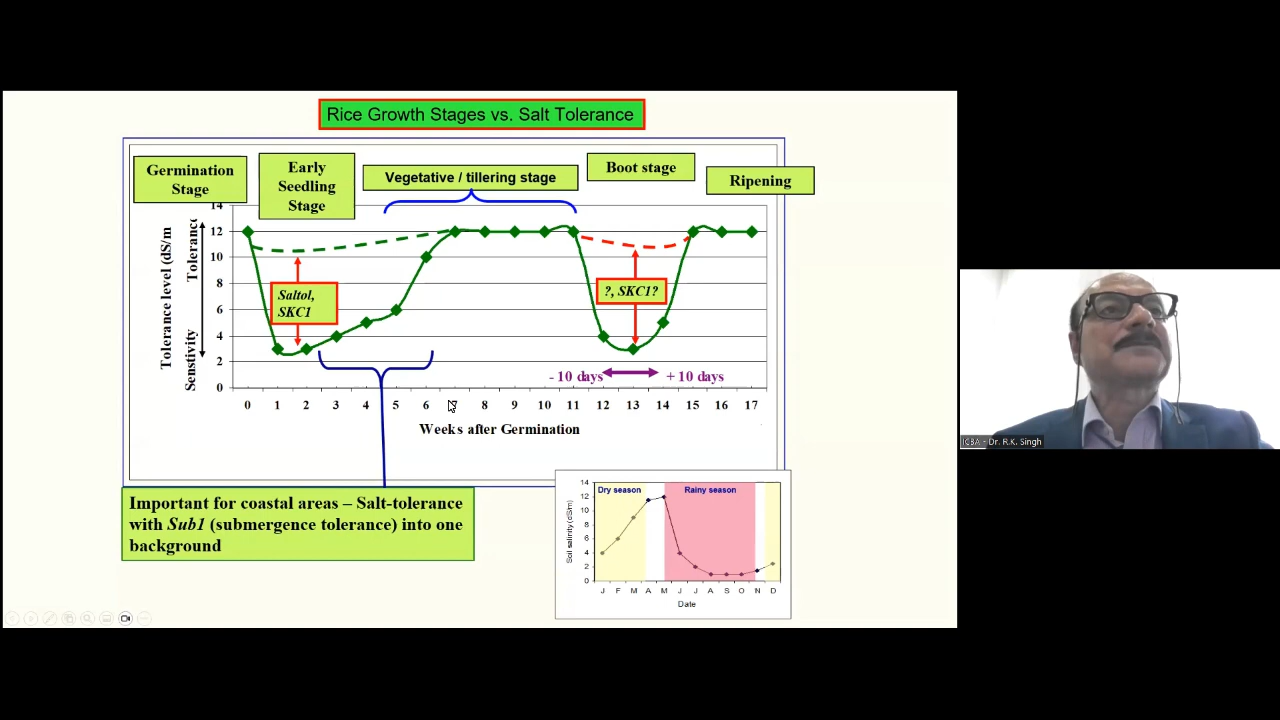 Rice Growth Stages vs. Salt Tolerance
Germination
Stage
Early
Seedling
Stage
Vegetative / tillering stage
Boot stage
Ripening
Tolerance level (dS/m
Senstivity
Tolerance
14
12
10
8
6
4
2
0
Saltol,
SKC1
?, SKC1?
- 10 days
+ 10 days
0 1 2 3 4 5 6 7 8 9 10 11 12 13 14 15 16 17
Weeks after Germination
Important for coastal areas – Salt-tolerance
with Sub1 (submergence tolerance) into one
background
Dry season
Rainy season
Soil salinity (dS/m)
14
12
10
8
6
4
2
0
J F M A M J J A S O N D
Date
ICBA - Dr. R.K. Singh